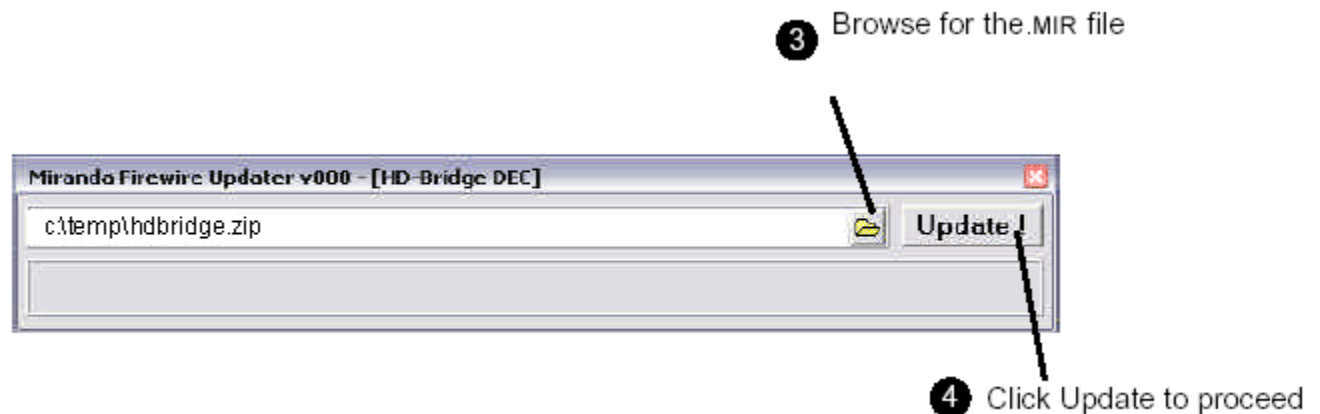 3 Browse for the.MIR file
Miranda Firewire Updater v000 - [HD-Bridge DEC]
c:\temp\hdbridge.zip
Update !
4 Click Update to proceed